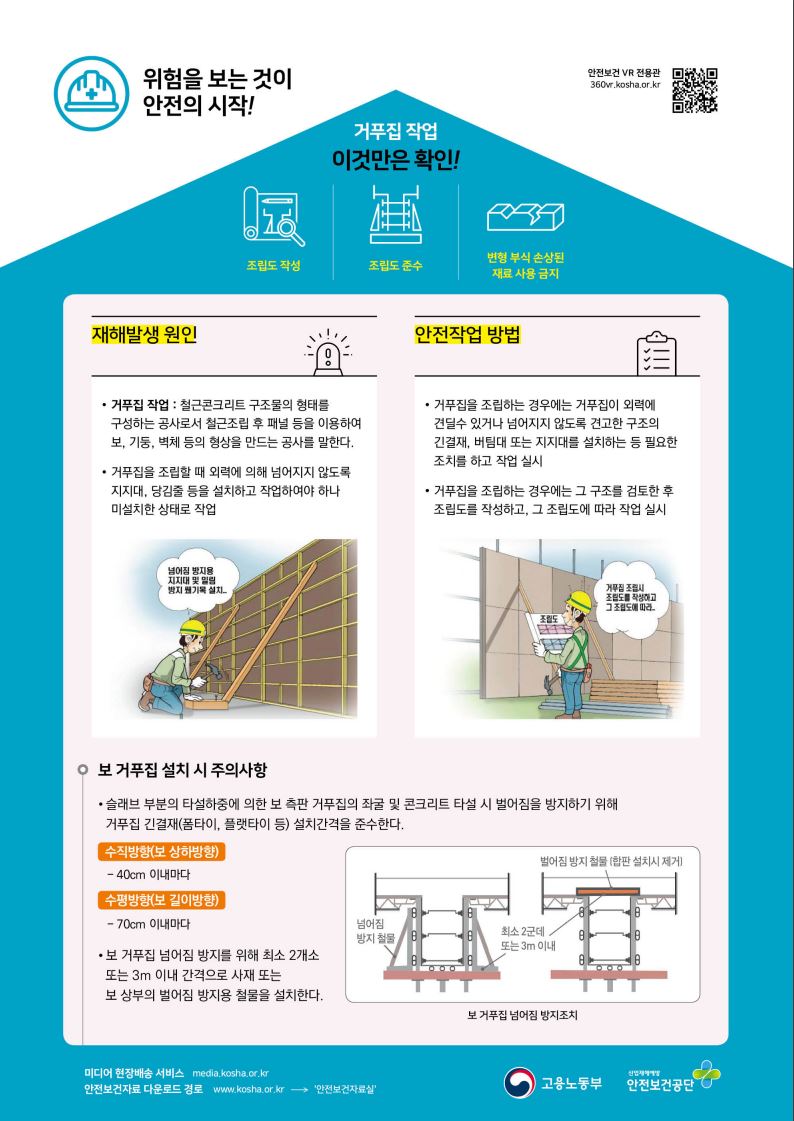 위험을 보는 것이
안전의 시작!
안전보건 VR 전용관
360vr.kosha.or.kr
거푸집 작업
이것만은 확인!
조립도 작성
조립도 준수
변형 부식 손상된
재료 사용 금지
재해발생 원인
• 거푸집 작업 : 철근콘크리트 구조물의 형태를
구성하는 공사로서 철근조립 후 패널 등을 이용하여
보, 기둥, 벽체 등의 형상을 만드는 공사를 말한다.
• 거푸집을 조립할 때 외력에 의해 넘어지지 않도록
지지대, 당김줄 등을 설치하고 작업하여야 하나
미설치한 상태로 작업
넘어짐 방지용
지지대 및 밀림
방지 쐐기목 설치..
안전작업 방법
• 거푸집을 조립하는 경우에는 거푸집이 외력에
견딜수 있거나 넘어지지 않도록 견고한 구조의
긴결재, 버팀대 또는 지지대를 설치하는 등 필요한
조치를 하고 작업 실시
• 거푸집을 조립하는 경우에는 그 구조를 검토한 후
조립도를 작성하고, 그 조립도에 따라 작업 실시
거푸집 조립시
조립도를 작성하고
그 조립도에 따라..
조립도
보 거푸집 설치 시 주의사항
• 슬래브 부분의 타설하중에 의한 보 측판 거푸집의 좌굴 및 콘크리트 타설 시 벌어짐을 방지하기 위해
거푸집 긴결재(폼타이, 플랫타이 등) 설치간격을 준수한다.
수직방향(보 상하방향)
– 40cm 이내마다
수평방향(보 길이방향)
– 70cm 이내마다
• 보 거푸집 넘어짐 방지를 위해 최소 2개소
또는 3m 이내 간격으로 사재 또는
보 상부의 벌어짐 방지용 철물을 설치한다.
벌어짐 방지 철물 (합판 설치시 제거)
넘어짐
방지 철물
최소 2군데
또는 3m 이내
보 거푸집 넘어짐 방지조치
미디어 현장배송 서비스 media.kosha.or.kr
안전보건자료 다운로드 경로 www.kosha.or.kr → '안전보건자료실'
고용노동부
산업재해예방
안전보건공단